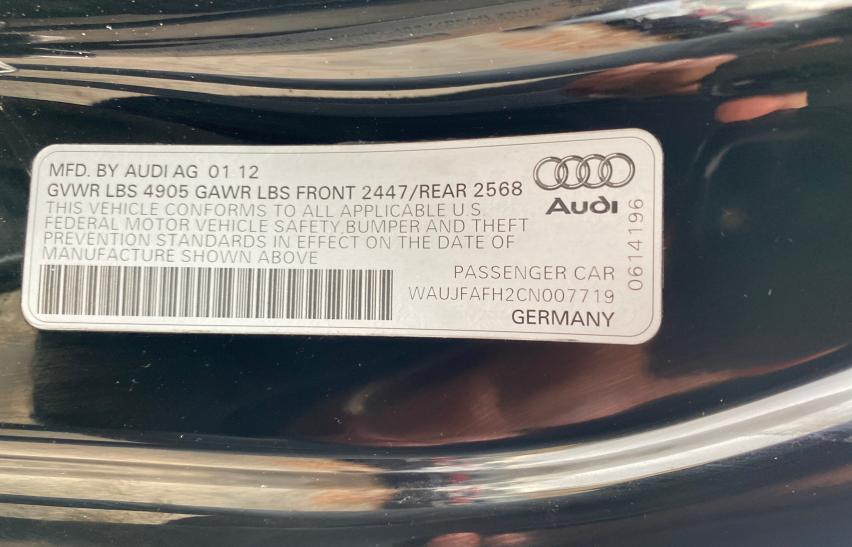 MFD. BY AUDI AG 01 12
GVWR LBS 4905 GAWR LBS FRONT 2447/REAR 2568
THIS VEHICLE CONFORMS TO ALL APPLICABLE U.S.
FEDERAL MOTOR VEHICLE SAFETY,BUMPER AND THEFT
PREVENTION STANDARDS IN EFFECT ON THE DATE OF
MANUFACTURE SHOWN ABOVE
Audi
0614196
PASSENGER CAR
WAUJFAFH2CN007719
GERMANY